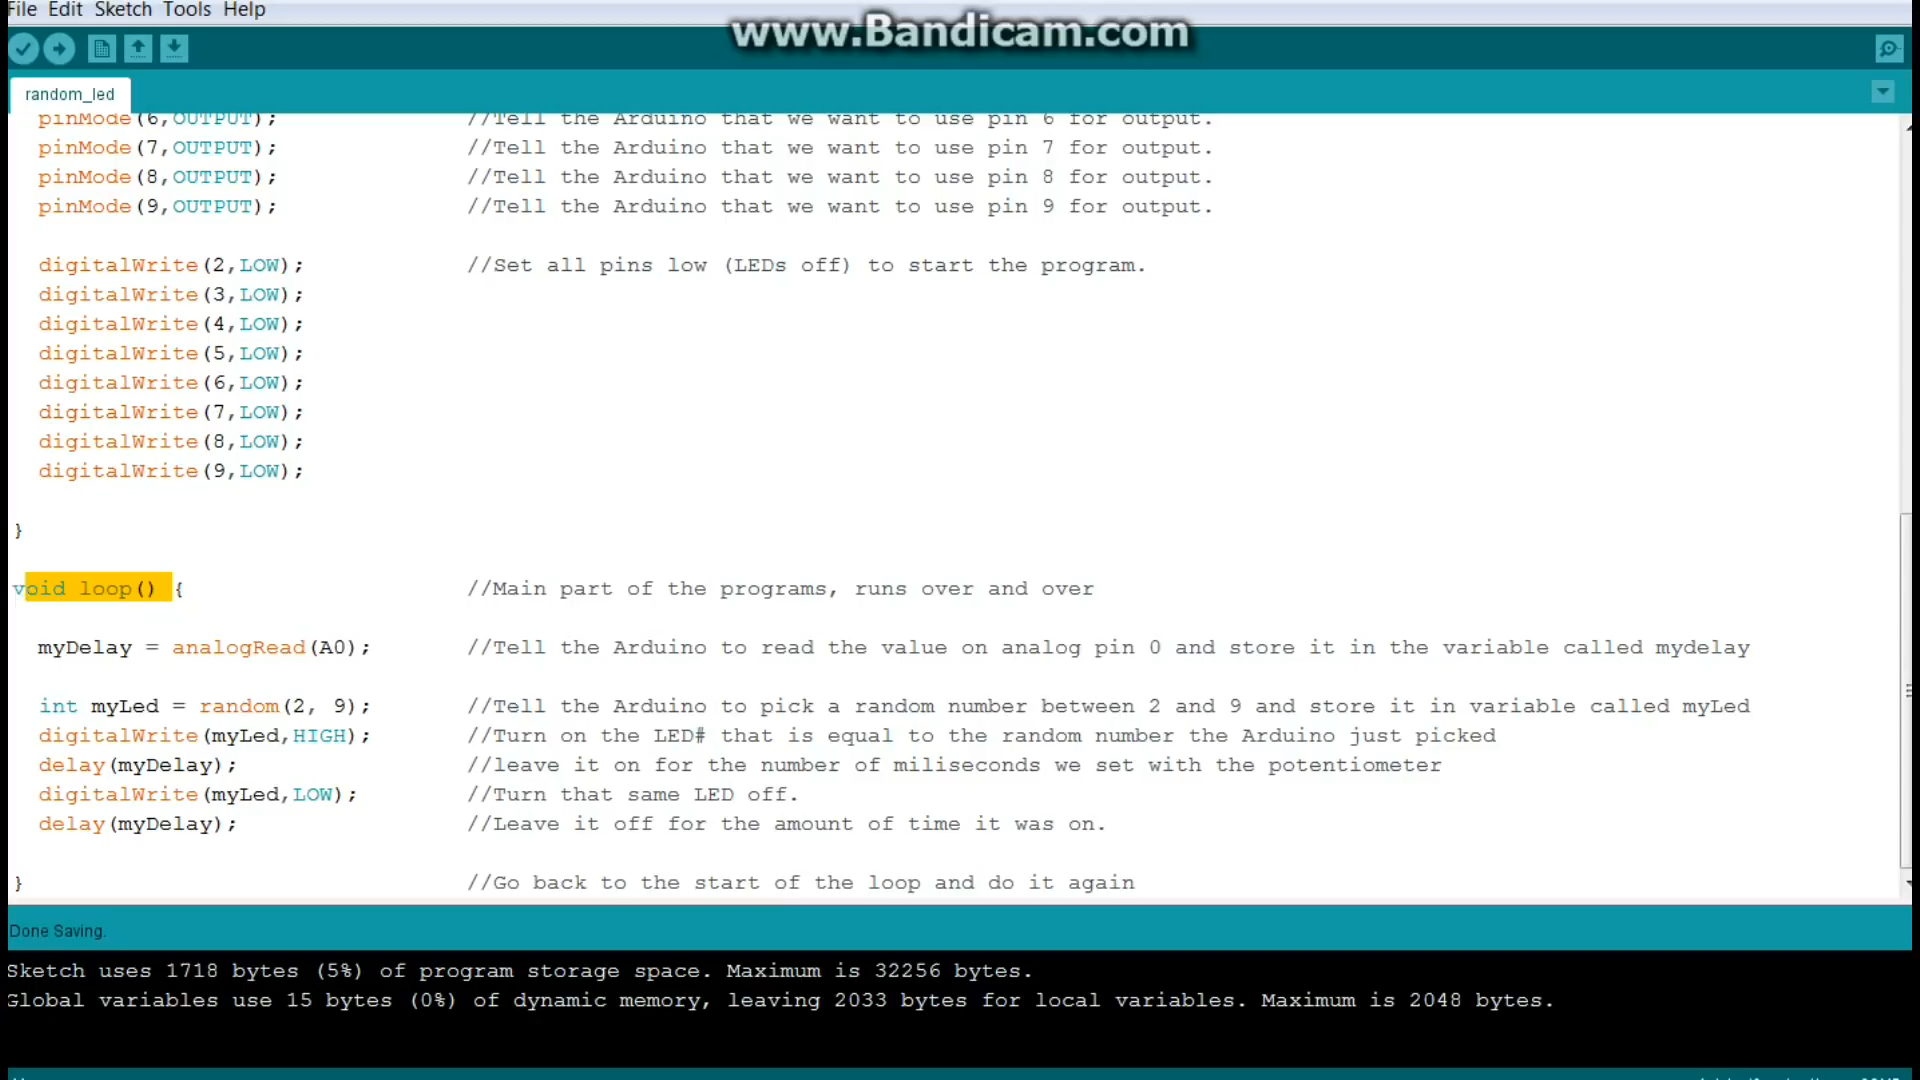 File Edit Sketch Tools Help
www.Bandicam.com
random_led
pinMode(6,OUTPUT); //Tell the Arduino that we want to use pin 6 for output.
pinMode(7,OUTPUT); //Tell the Arduino that we want to use pin 7 for output.
pinMode(8,OUTPUT); //Tell the Arduino that we want to use pin 8 for output.
pinMode(9,OUTPUT); //Tell the Arduino that we want to use pin 9 for output.
digitalWrite(2,LOW); //Set all pins low (LEDs off) to start the program.
digitalWrite(3,LOW);
digitalWrite(4,LOW);
digitalWrite(5,LOW);
digitalWrite(6,LOW);
digitalWrite(7,LOW);
digitalWrite(8,LOW);
digitalWrite(9,LOW);
}
void loop() { //Main part of the programs, runs over and over
myDelay = analogRead(A0); //Tell the Arduino to read the value on analog pin 0 and store it in the variable called mydelay
int myLed = random(2, 9); //Tell the Arduino to pick a random number between 2 and 9 and store it in variable called myLed
digitalWrite(myLed,HIGH); //Turn on the LED# that is equal to the random number the Arduino just picked
delay(myDelay); //leave it on for the number of miliseconds we set with the potentiometer
digitalWrite(myLed,LOW); //Turn that same LED off.
delay(myDelay); //Leave it off for the amount of time it was on.
} //Go back to the start of the loop and do it again
Done Saving.
Sketch uses 1718 bytes (5%) of program storage space. Maximum is 32256 bytes.
Global variables use 15 bytes (0%) of dynamic memory, leaving 2033 bytes for local variables. Maximum is 2048 bytes.